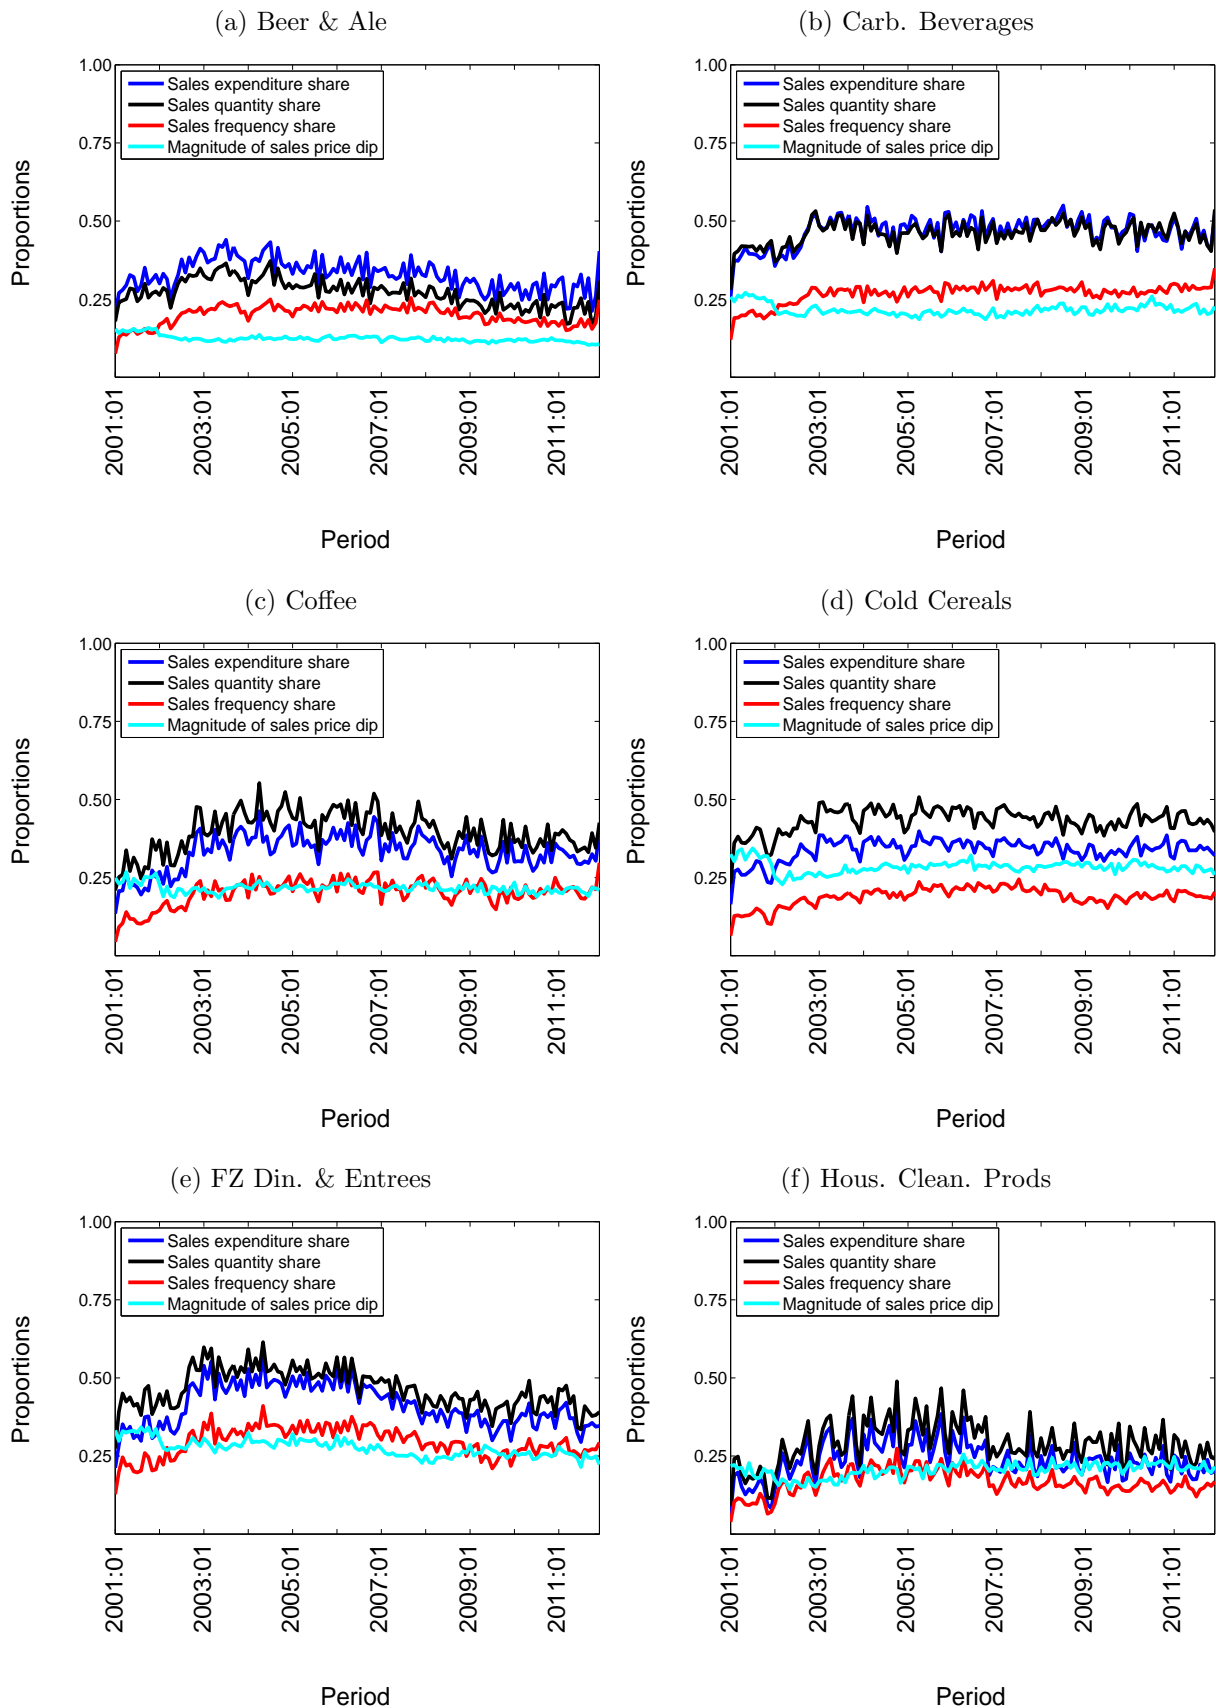 (a) Beer & Ale
Proportions
1.00
0.75
0.50
0.25
Sales expenditure share
Sales quantity share
Sales frequency share
Magnitude of sales price dip
2001:01
2003:01
2005:01
2007:01
2009:01
2011:01
Period
(b) Carb. Beverages
Proportions
1.00
0.75
0.50
0.25
Sales expenditure share
Sales quantity share
Sales frequency share
Magnitude of sales price dip
2001:01
2003:01
2005:01
2007:01
2009:01
2011:01
Period
(c) Coffee
Proportions
1.00
0.75
0.50
0.25
Sales expenditure share
Sales quantity share
Sales frequency share
Magnitude of sales price dip
2001:01
2003:01
2005:01
2007:01
2009:01
2011:01
Period
(d) Cold Cereals
Proportions
1.00
0.75
0.50
0.25
Sales expenditure share
Sales quantity share
Sales frequency share
Magnitude of sales price dip
2001:01
2003:01
2005:01
2007:01
2009:01
2011:01
Period
(e) FZ Din. & Entrees
Proportions
1.00
0.75
0.50
0.25
Sales expenditure share
Sales quantity share
Sales frequency share
Magnitude of sales price dip
2001:01
2003:01
2005:01
2007:01
2009:01
2011:01
Period
(f) Hous. Clean. Prods
Proportions
1.00
0.75
0.50
0.25
Sales expenditure share
Sales quantity share
Sales frequency share
Magnitude of sales price dip
2001:01
2003:01
2005:01
2007:01
2009:01
2011:01
Period